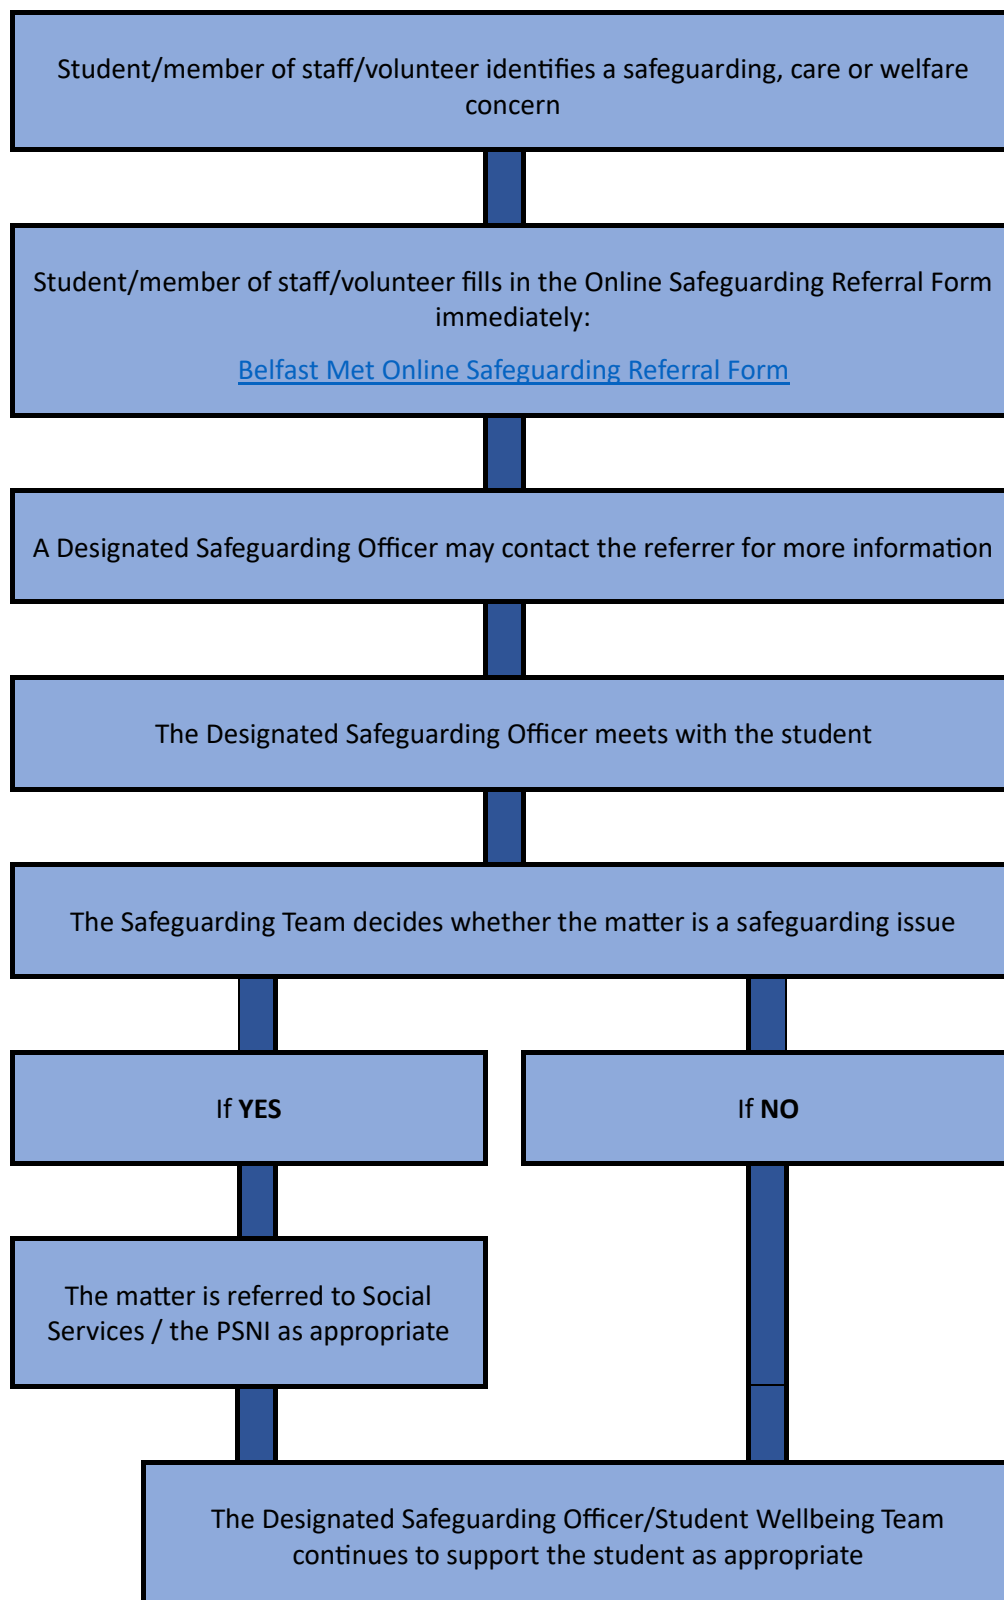 Student/member of staff/volunteer identifies a safeguarding, care or welfare
concern
Student/member of staff/volunteer fills in the Online Safeguarding Referral Form
immediately:
Belfast Met Online Safeguarding Referral Form
A Designated Safeguarding Officer may contact the referrer for more information
The Designated Safeguarding Officer meets with the student
The Safeguarding Team decides whether the matter is a safeguarding issue
If YES
If NO
The matter is referred to Social
Services / the PSNI as appropriate
The Designated Safeguarding Officer/Student Wellbeing Team
continues to support the student as appropriate